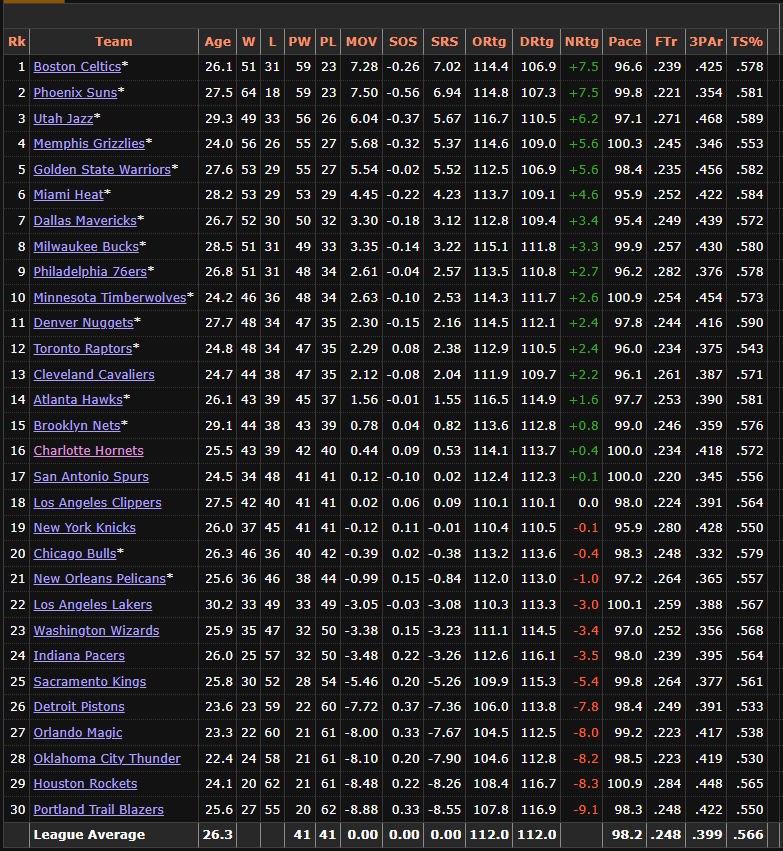 Rk Team Age W L PW PL MOV SOS SRS ORtg DRtg NRtg Pace FTr 3PAr TS%
1 Boston Celtics* 26.1 51 31 59 23 7.28 -0.26 7.02 114.4 106.9 +7.5 96.6 .239 .425 .578
2 Phoenix Suns* 27.5 64 18 59 23 7.50 -0.56 6.94 114.8 107.3 +7.5 99.8 .221 .354 .581
3 Utah Jazz* 29.3 49 33 56 26 6.04 -0.37 5.67 116.7 110.5 +6.2 97.1 .271 .468 .589
4 Memphis Grizzlies* 24.0 56 26 55 27 5.68 -0.32 5.37 114.6 109.0 +5.6 100.3 .245 .346 .553
5 Golden State Warriors* 27.6 53 29 55 27 5.54 -0.02 5.52 112.5 106.9 +5.6 98.4 .235 .456 .582
6 Miami Heat* 28.2 53 29 53 29 4.45 -0.22 4.23 113.7 109.1 +4.6 95.9 .252 .422 .584
7 Dallas Mavericks* 26.7 52 30 50 32 3.30 -0.18 3.12 112.8 109.4 +3.4 95.4 .249 .439 .572
8 Milwaukee Bucks* 28.5 51 31 49 33 3.35 -0.14 3.22 115.1 111.8 +3.3 99.9 .257 .430 .580
9 Philadelphia 76ers* 26.8 51 31 48 34 2.61 -0.04 2.57 113.5 110.8 +2.7 96.2 .282 .376 .578
10 Minnesota Timberwolves* 24.2 46 36 48 34 2.63 -0.10 2.53 114.3 111.7 +2.6 100.9 .254 .454 .573
11 Denver Nuggets* 27.7 48 34 47 35 2.30 -0.15 2.16 114.5 112.1 +2.4 97.8 .244 .416 .590
12 Toronto Raptors* 24.8 48 34 47 35 2.29 0.08 2.38 112.9 110.5 +2.4 96.0 .234 .375 .543
13 Cleveland Cavaliers 24.7 44 38 47 35 2.12 -0.08 2.04 111.9 109.7 +2.2 96.1 .261 .387 .571
14 Atlanta Hawks* 26.1 43 39 45 37 1.56 -0.01 1.55 116.5 114.9 +1.6 97.7 .253 .390 .581
15 Brooklyn Nets* 29.1 44 38 43 39 0.78 0.04 0.82 113.6 112.8 +0.8 99.0 .246 .359 .576
16 Charlotte Hornets 25.5 43 39 42 40 0.44 0.09 0.53 114.1 113.7 +0.4 100.0 .234 .418 .572
17 San Antonio Spurs 24.5 34 48 41 41 0.12 -0.10 0.02 112.4 112.3 +0.1 100.0 .220 .345 .556
18 Los Angeles Clippers 27.5 42 40 41 41 0.02 0.06 0.09 110.1 110.1 0.0 98.0 .224 .391 .564
19 New York Knicks 26.0 37 45 41 41 -0.12 0.11 -0.01 110.4 110.5 -0.1 95.9 .280 .428 .550
20 Chicago Bulls* 26.3 46 36 40 42 -0.39 0.02 -0.38 113.2 113.6 -0.4 98.3 .248 .332 .579
21 New Orleans Pelicans* 25.6 36 46 38 44 -0.99 0.15 -0.84 112.0 113.0 -1.0 97.2 .264 .365 .557
22 Los Angeles Lakers 30.2 33 49 33 49 -3.05 -0.03 -3.08 110.3 113.3 -3.0 100.1 .259 .388 .567
23 Washington Wizards 25.9 35 47 32 50 -3.38 0.15 -3.23 111.1 114.5 -3.4 97.0 .252 .356 .568
24 Indiana Pacers 26.0 25 57 32 50 -3.48 0.22 -3.26 112.6 116.1 -3.5 98.0 .239 .395 .564
25 Sacramento Kings 25.8 30 52 28 54 -5.46 0.20 -5.26 109.9 115.3 -5.4 99.8 .264 .377 .561
26 Detroit Pistons 23.6 23 59 22 60 -7.72 0.37 -7.36 106.0 113.8 -7.8 98.4 .249 .391 .533
27 Orlando Magic 23.3 22 60 21 61 -8.00 0.33 -7.67 104.5 112.5 -8.0 99.2 .223 .417 .538
28 Oklahoma City Thunder 22.4 24 58 21 61 -8.10 0.20 -7.90 104.6 112.8 -8.2 98.5 .223 .419 .530
29 Houston Rockets 24.1 20 62 21 61 -8.48 0.22 -8.26 108.4 116.7 -8.3 100.9 .284 .448 .565
30 Portland Trail Blazers 25.6 27 55 20 62 -8.88 0.33 -8.55 107.8 116.9 -9.1 98.3 .248 .422 .550
League Average 26.3 41 41 0.00 0.00 0.00 112.0 112.0 98.2 .248 .399 .566